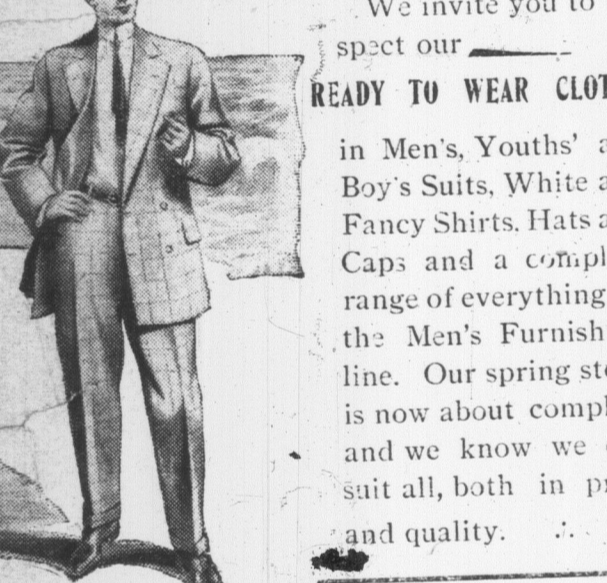 We invite you to
spect our
READY TO WEAR CLOT
in Men's, Youths' a
Boy's Suits, White a
Fancy Shirts, Hats a
Caps and a compl
range of everything
the Men's Furnish
line. Our spring sto
is now about compl
and we know we
suit all, both in pr
and quality.